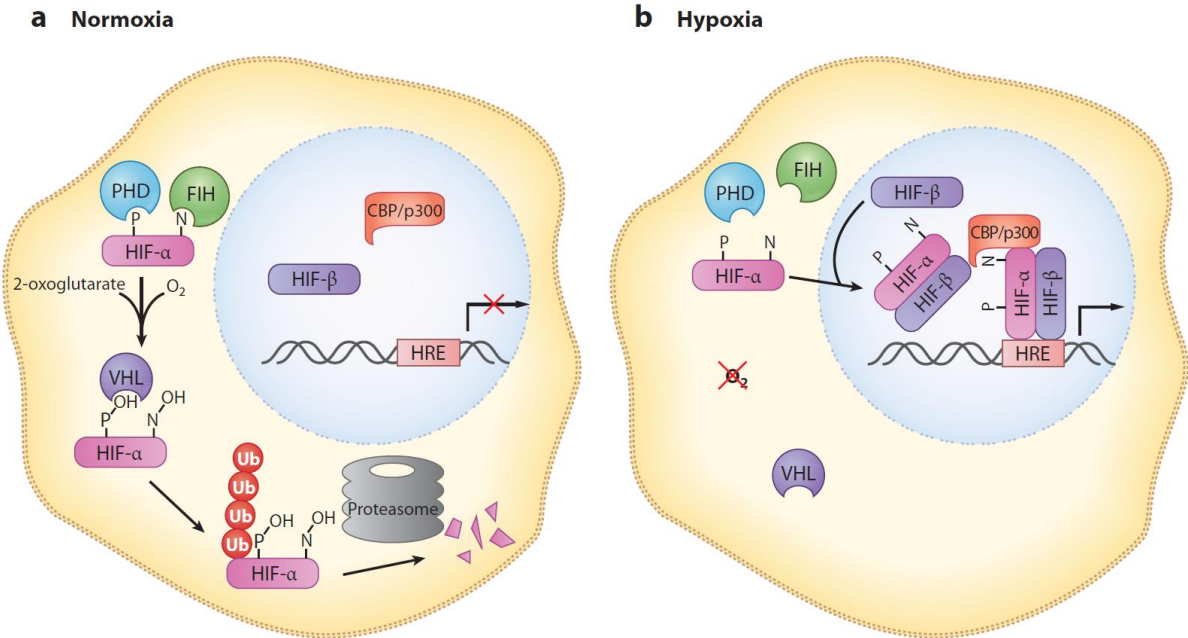 a Normoxia
PHD
FIH
P
N
HIF-α
2-oxoglutarate
O2
VHL
OH
OH
P
N
HIF-α
Ub
Ub
Ub
Ub
OH
OH
P
N
HIF-α
Proteasome
CBP/p300
HIF-β
HRE
b Hypoxia
PHD
FIH
P
N
HIF-α
HIF-β
P
N
HIF-α
HIF-β
CBP/p300
N
P
HIF-α
HIF-β
HRE
O2
VHL